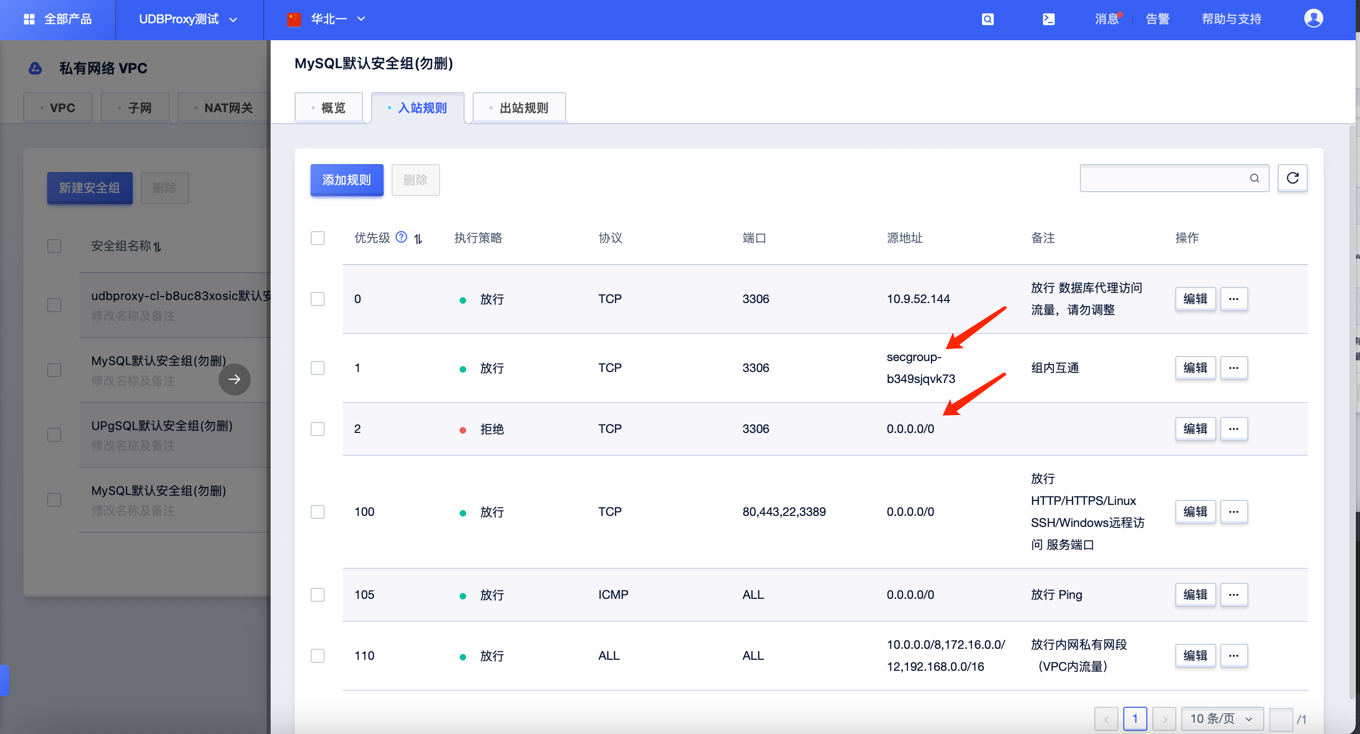 全部产品
UDBProxy测试
华北一
消息
告警
帮助与支持
私有网络 VPC
VPC
子网
NAT网关
新建安全组
删除
安全组名称
udbproxy-cl-b8uc83xosic默认安
修改名称及备注
MySQL默认安全组(勿删)
修改名称及备注
UPgSQL默认安全组(勿删)
修改名称及备注
MySQL默认安全组(勿删)
修改名称及备注
MySQL默认安全组(勿删)
概览
入站规则
出站规则
添加规则
删除
优先级 执行策略 协议 端口 源地址 备注 操作
0 放行 TCP 3306 10.9.52.144 放行 数据库代理访问
流量，请勿调整
编辑 ...
1 放行 TCP 3306 secgroup-
b349sjqvk73
组内互通 编辑 ...
2 拒绝 TCP 3306 0.0.0.0/0 编辑 ...
100 放行 TCP 80,443,22,3389 0.0.0.0/0 放行
HTTP/HTTPS/Linux
SSH/Windows远程访
问 服务端口
编辑 ...
105 放行 ICMP ALL 0.0.0.0/0 放行 Ping 编辑 ...
110 放行 ALL ALL 10.0.0.0/8,172.16.0.0/
12,192.168.0.0/16
放行内网私有网段
（VPC内流量）
编辑 ...
1 10 条/页 /1